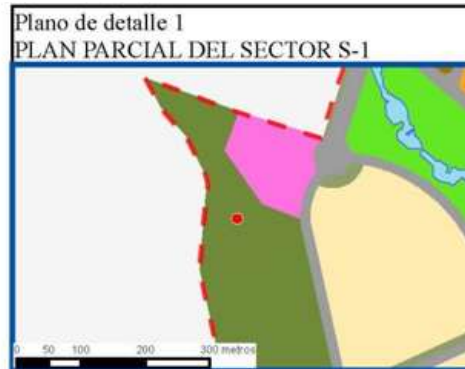 Plano de detalle 1
PLAN PARCIAL DEL SECTOR S-1
0 50 100 200 300 metros